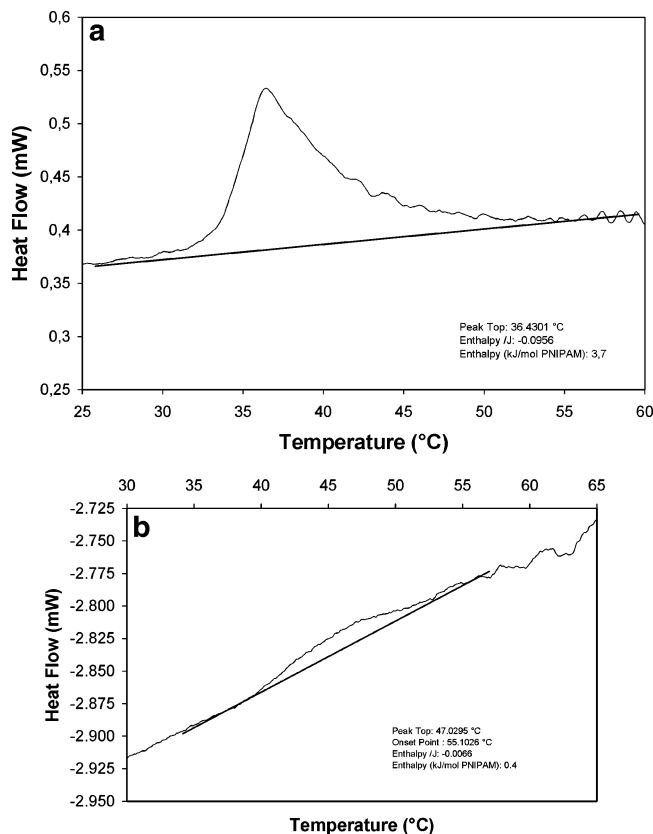 a
0,6
0,55
0,5
0,45
0,4
0,35
0,3
0,25
Heat Flow (mW)
Peak Top: 36.4301 °C
Enthalpy /J: -0.0956
Enthalpy (kJ/mol PNIPAM): 3,7
25 30 35 40 45 50 55 60
Temperature (°C)
30 35 40 45 50 55 60 65
b
-2.725
-2.750
-2.775
-2.800
-2.825
-2.850
-2.875
-2.900
-2.925
-2.950
Heat Flow (mW)
Peak Top: 47.0295 °C
Onset Point : 55.1026 °C
Enthalpy /J: -0.0066
Enthalpy (kJ/mol PNIPAM): 0.4
Temperature (°C)